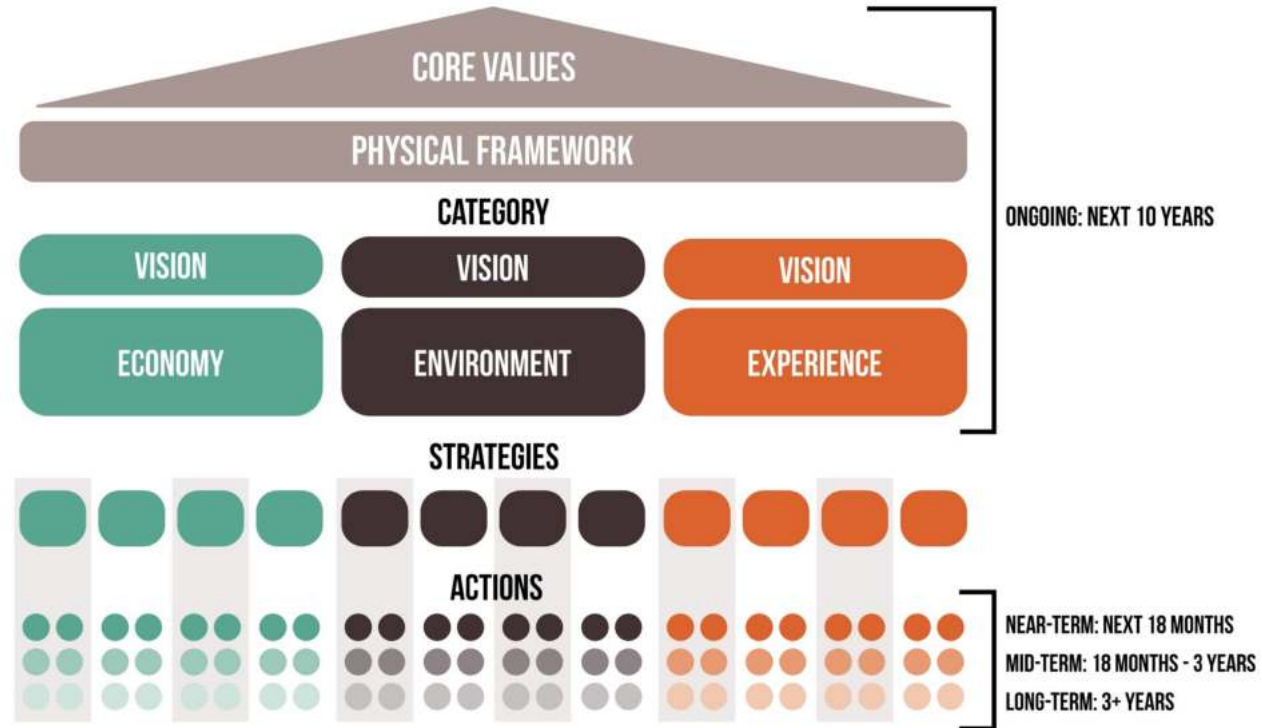 CORE VALUES
PHYSICAL FRAMEWORK
CATEGORY
VISION
VISION
VISION
ECONOMY
ENVIRONMENT
EXPERIENCE
ONGOING: NEXT 10 YEARS
STRATEGIES
ACTIONS
NEAR-TERM: NEXT 18 MONTHS
MID-TERM: 18 MONTHS - 3 YEARS
LONG-TERM: 3+ YEARS